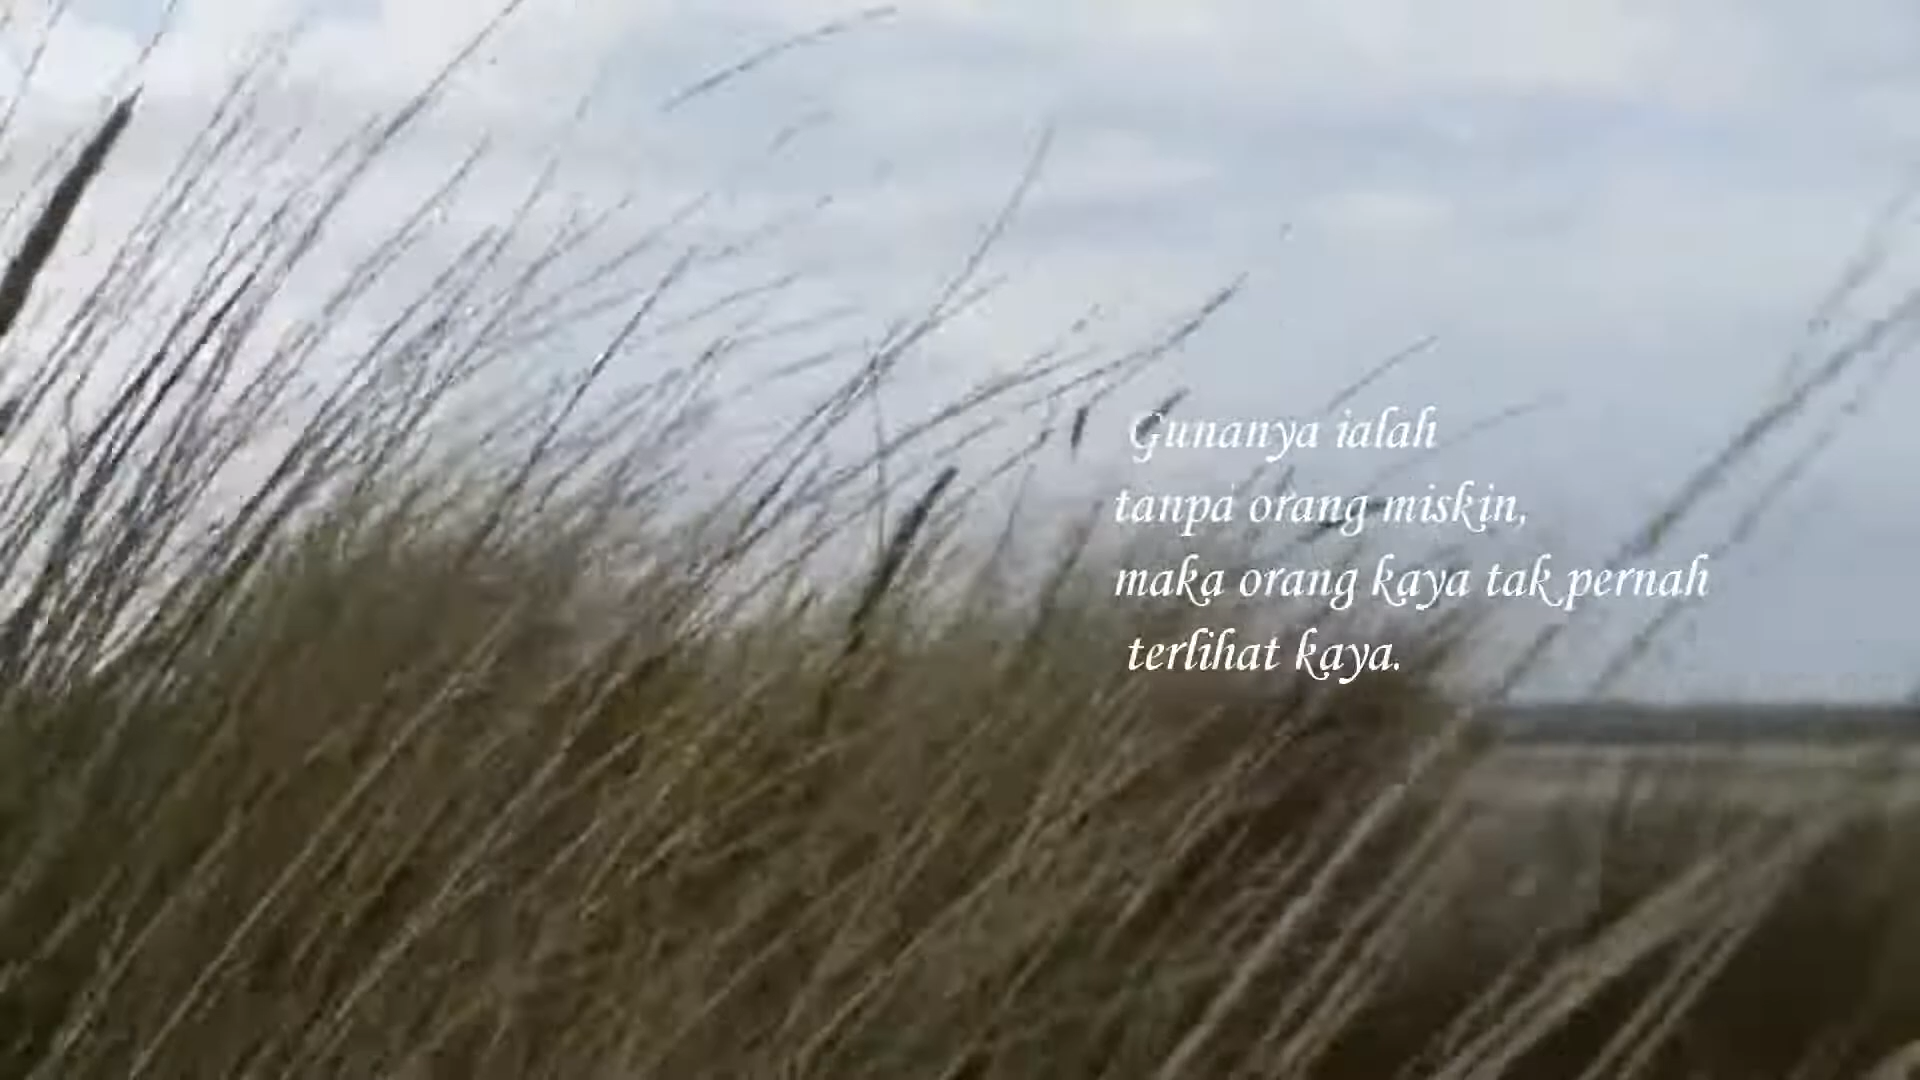 Gunanya ialah
tanpa orang miskin,
maka orang kaya tak pernah
terlihat kaya.